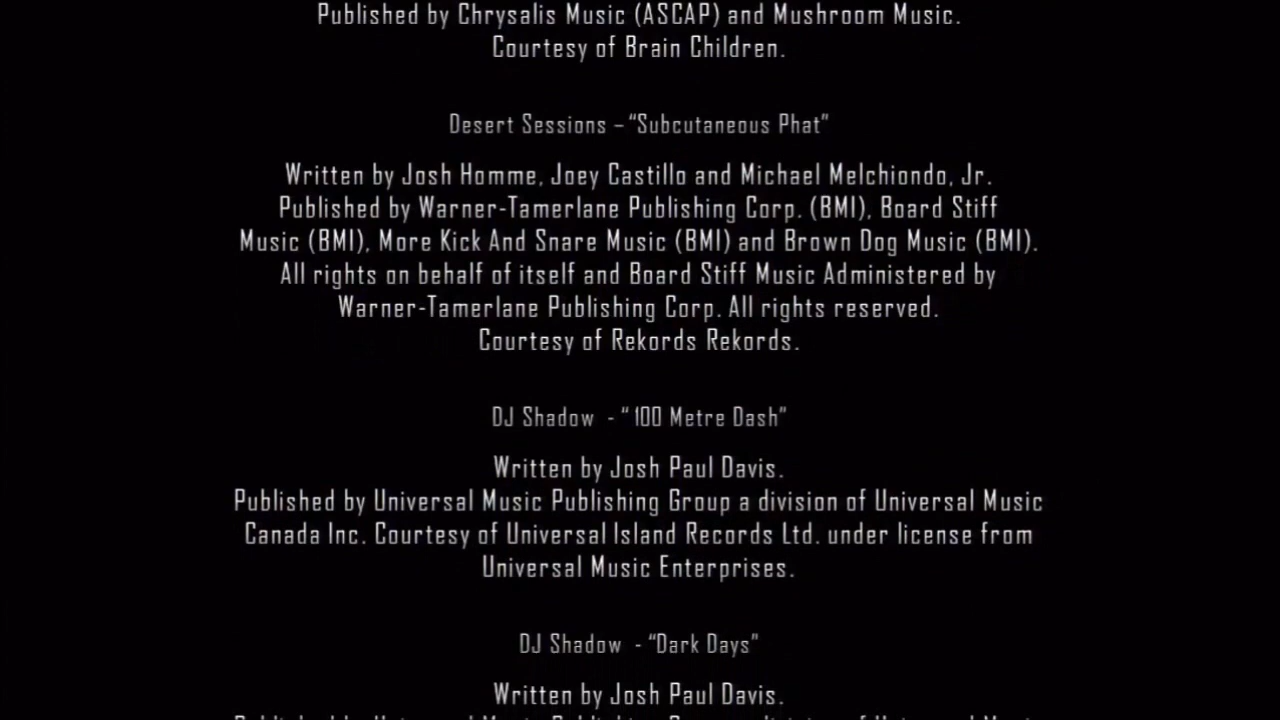 Published by Chrysalis Music (ASCAP) and Mushroom Music.
Courtesy of Brain Children.
Desert Sessions – “Subcutaneous Phat”
Written by Josh Homme, Joey Castillo and Michael Melchiondo, Jr.
Published by Warner-Tamerlane Publishing Corp. (BMI), Board Stiff
Music (BMI), More Kick And Snare Music (BMI) and Brown Dog Music (BMI).
All rights on behalf of itself and Board Stiff Music Administered by
Warner-Tamerlane Publishing Corp. All rights reserved.
Courtesy of Rekords Rekords.
DJ Shadow  - “ 100 Metre Dash”
Written by Josh Paul Davis.
Published by Universal Music Publishing Group a division of Universal Music
Canada Inc. Courtesy of Universal Island Records Ltd. under license from
Universal Music Enterprises.
DJ Shadow  - “Dark Days”
Written by Josh Paul Davis.